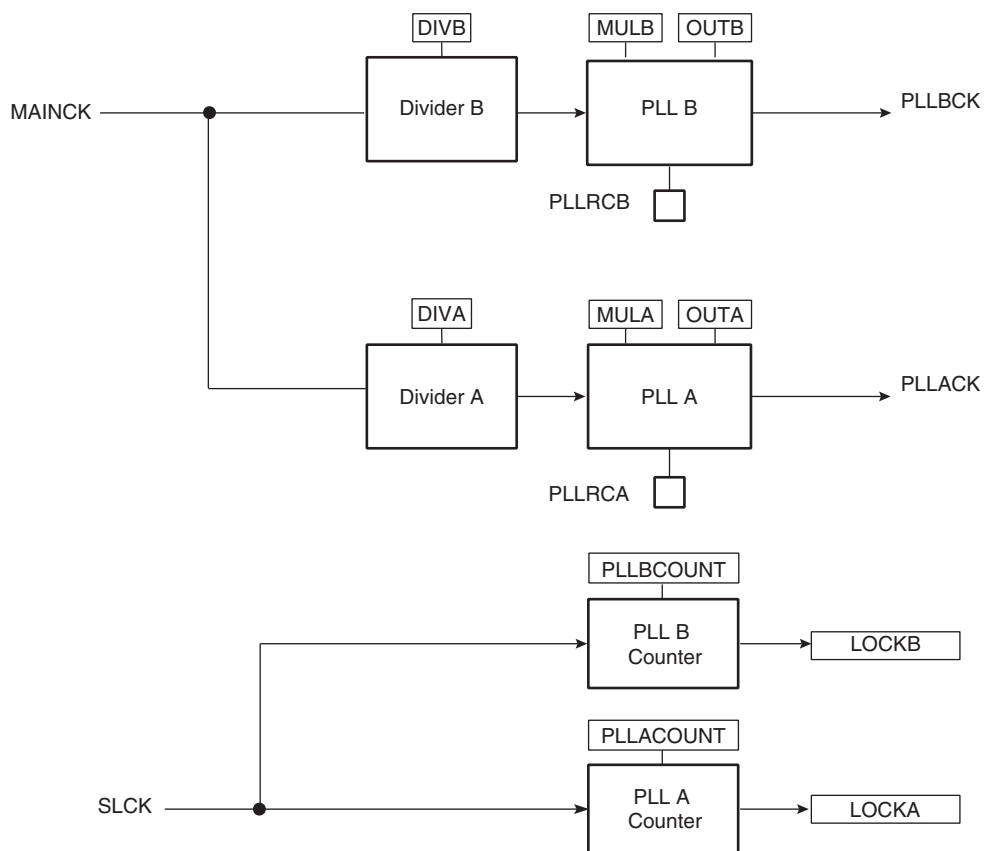 DIVB
MULB
OUTB
MAINCK
Divider B
PLL B
PLLBCK
PLLRCB
DIVA
MULA
OUTA
Divider A
PLL A
PLLACK
PLLRCA
PLLBCOUNT
PLL B
Counter
LOCKB
PLLACOUNT
SLCK
PLL A
Counter
LOCKA